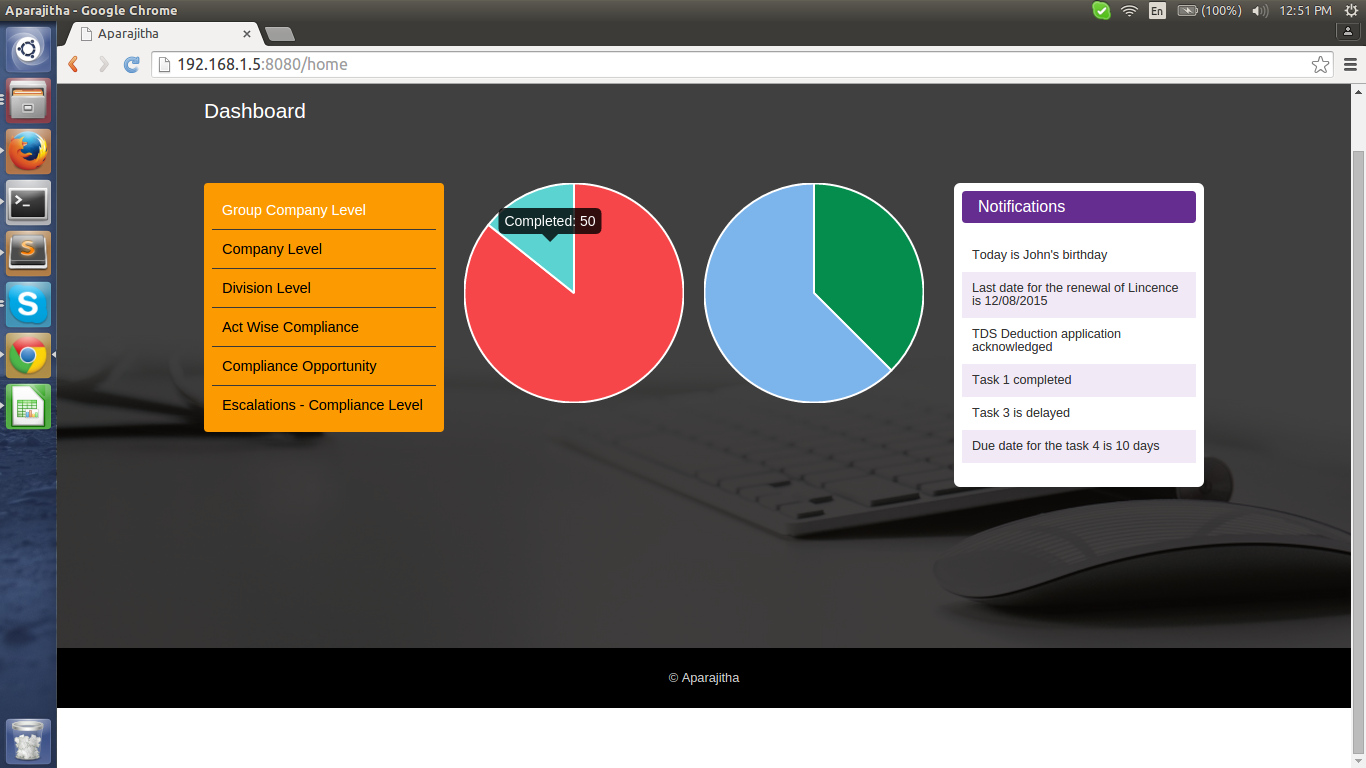 Aparajitha - Google Chrome
En
(100%)
12:51 PM
Aparajitha
192.168.1.5:8080/home
Dashboard
Group Company Level
Company Level
Division Level
Act Wise Compliance
Compliance Opportunity
Escalations - Compliance Level
Completed: 50
Notifications
Today is John's birthday
Last date for the renewal of Lincence
is 12/08/2015
TDS Deduction application
acknowledged
Task 1 completed
Task 3 is delayed
Due date for the task 4 is 10 days
© Aparajitha